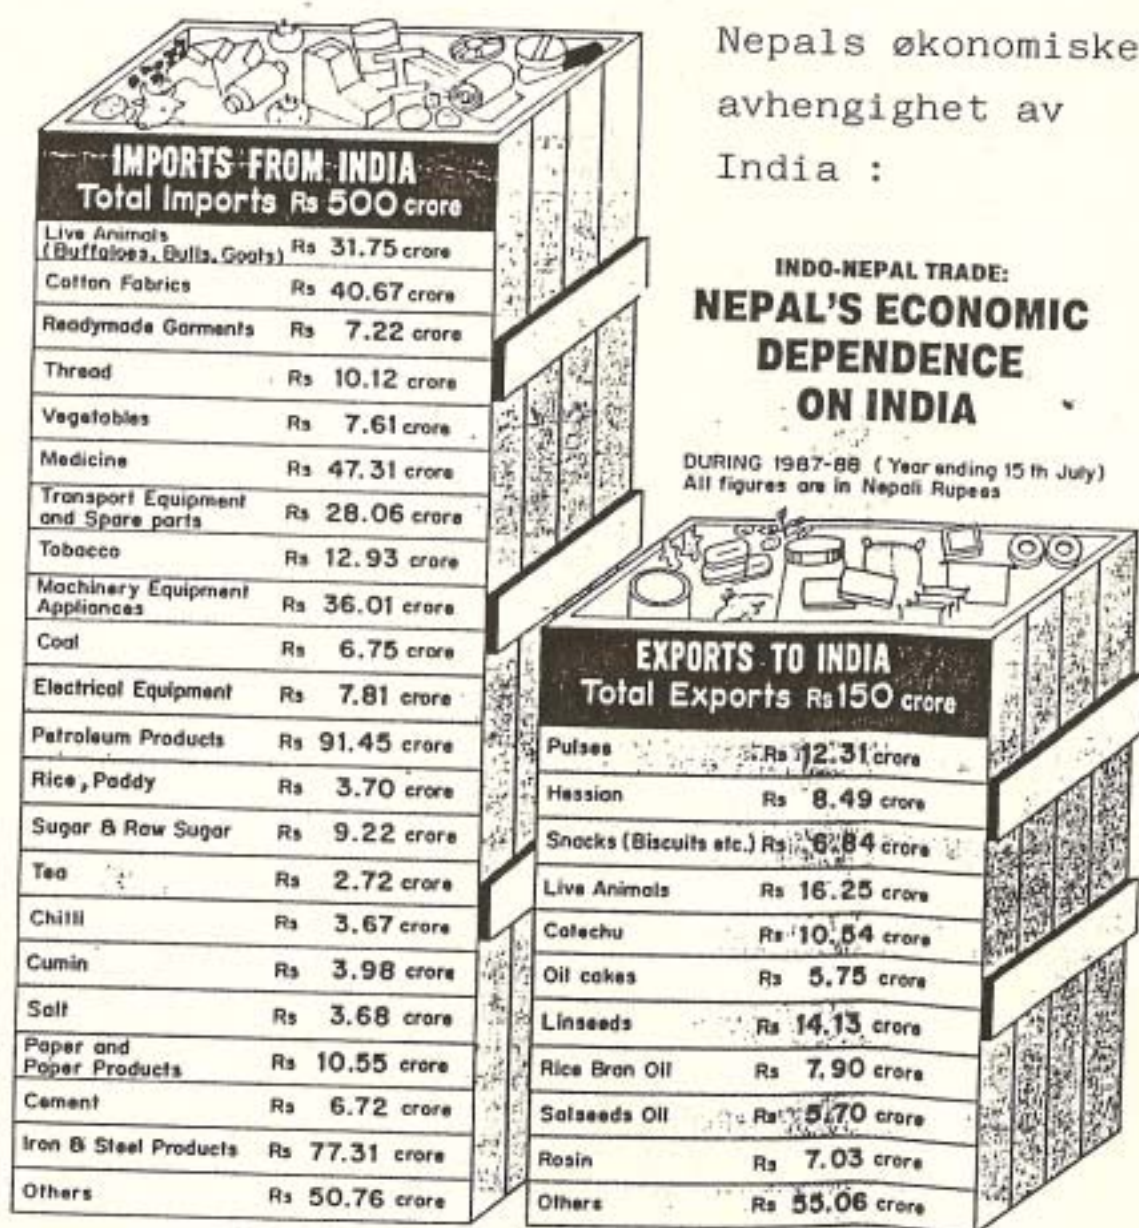 Nepals økonomiske
avhengighet av
India :
INDO-NEPAL TRADE:
NEPAL'S ECONOMIC
DEPENDENCE
ON INDIA
DURING 1987-88 (Year ending 15 th July)
All figures are in Nepali Rupees
IMPORTS FROM INDIA
Total Imports Rs 500 crore
Live Animals
(Buffaloes, Bulls, Goats) Rs 31.75 crore
Cotton Fabrics Rs 40.67 crore
Readymade Garments Rs 7.22 crore
Thread Rs 10.12 crore
Vegetables Rs 7.61 crore
Medicine Rs 47.31 crore
Transport Equipment
and Spare parts Rs 28.06 crore
Tobacco Rs 12.93 crore
Machinery Equipment
Appliances Rs 36.01 crore
Coal Rs 6.75 crore
Electrical Equipment Rs 7.81 crore
Petroleum Products Rs 91.45 crore
Rice, Paddy Rs 3.70 crore
Sugar & Raw Sugar Rs 9.22 crore
Tea Rs 2.72 crore
Chilli Rs 3.67 crore
Cumin Rs 3.98 crore
Salt Rs 3.68 crore
Paper and
Paper Products Rs 10.55 crore
Cement Rs 6.72 crore
Iron & Steel Products Rs 77.31 crore
Others Rs 50.76 crore
EXPORTS TO INDIA
Total Exports Rs 150 crore
Pulses Rs 12.31 crore
Hessian Rs 8.49 crore
Snacks (Biscuits etc.) Rs 6.84 crore
Live Animals Rs 16.25 crore
Catechu Rs 10.54 crore
Oil cakes Rs 5.75 crore
Linseeds Rs 14.13 crore
Rice Bran Oil Rs 7.90 crore
Salseeds Oil Rs 5.70 crore
Rosin Rs 7.03 crore
Others Rs 55.06 crore